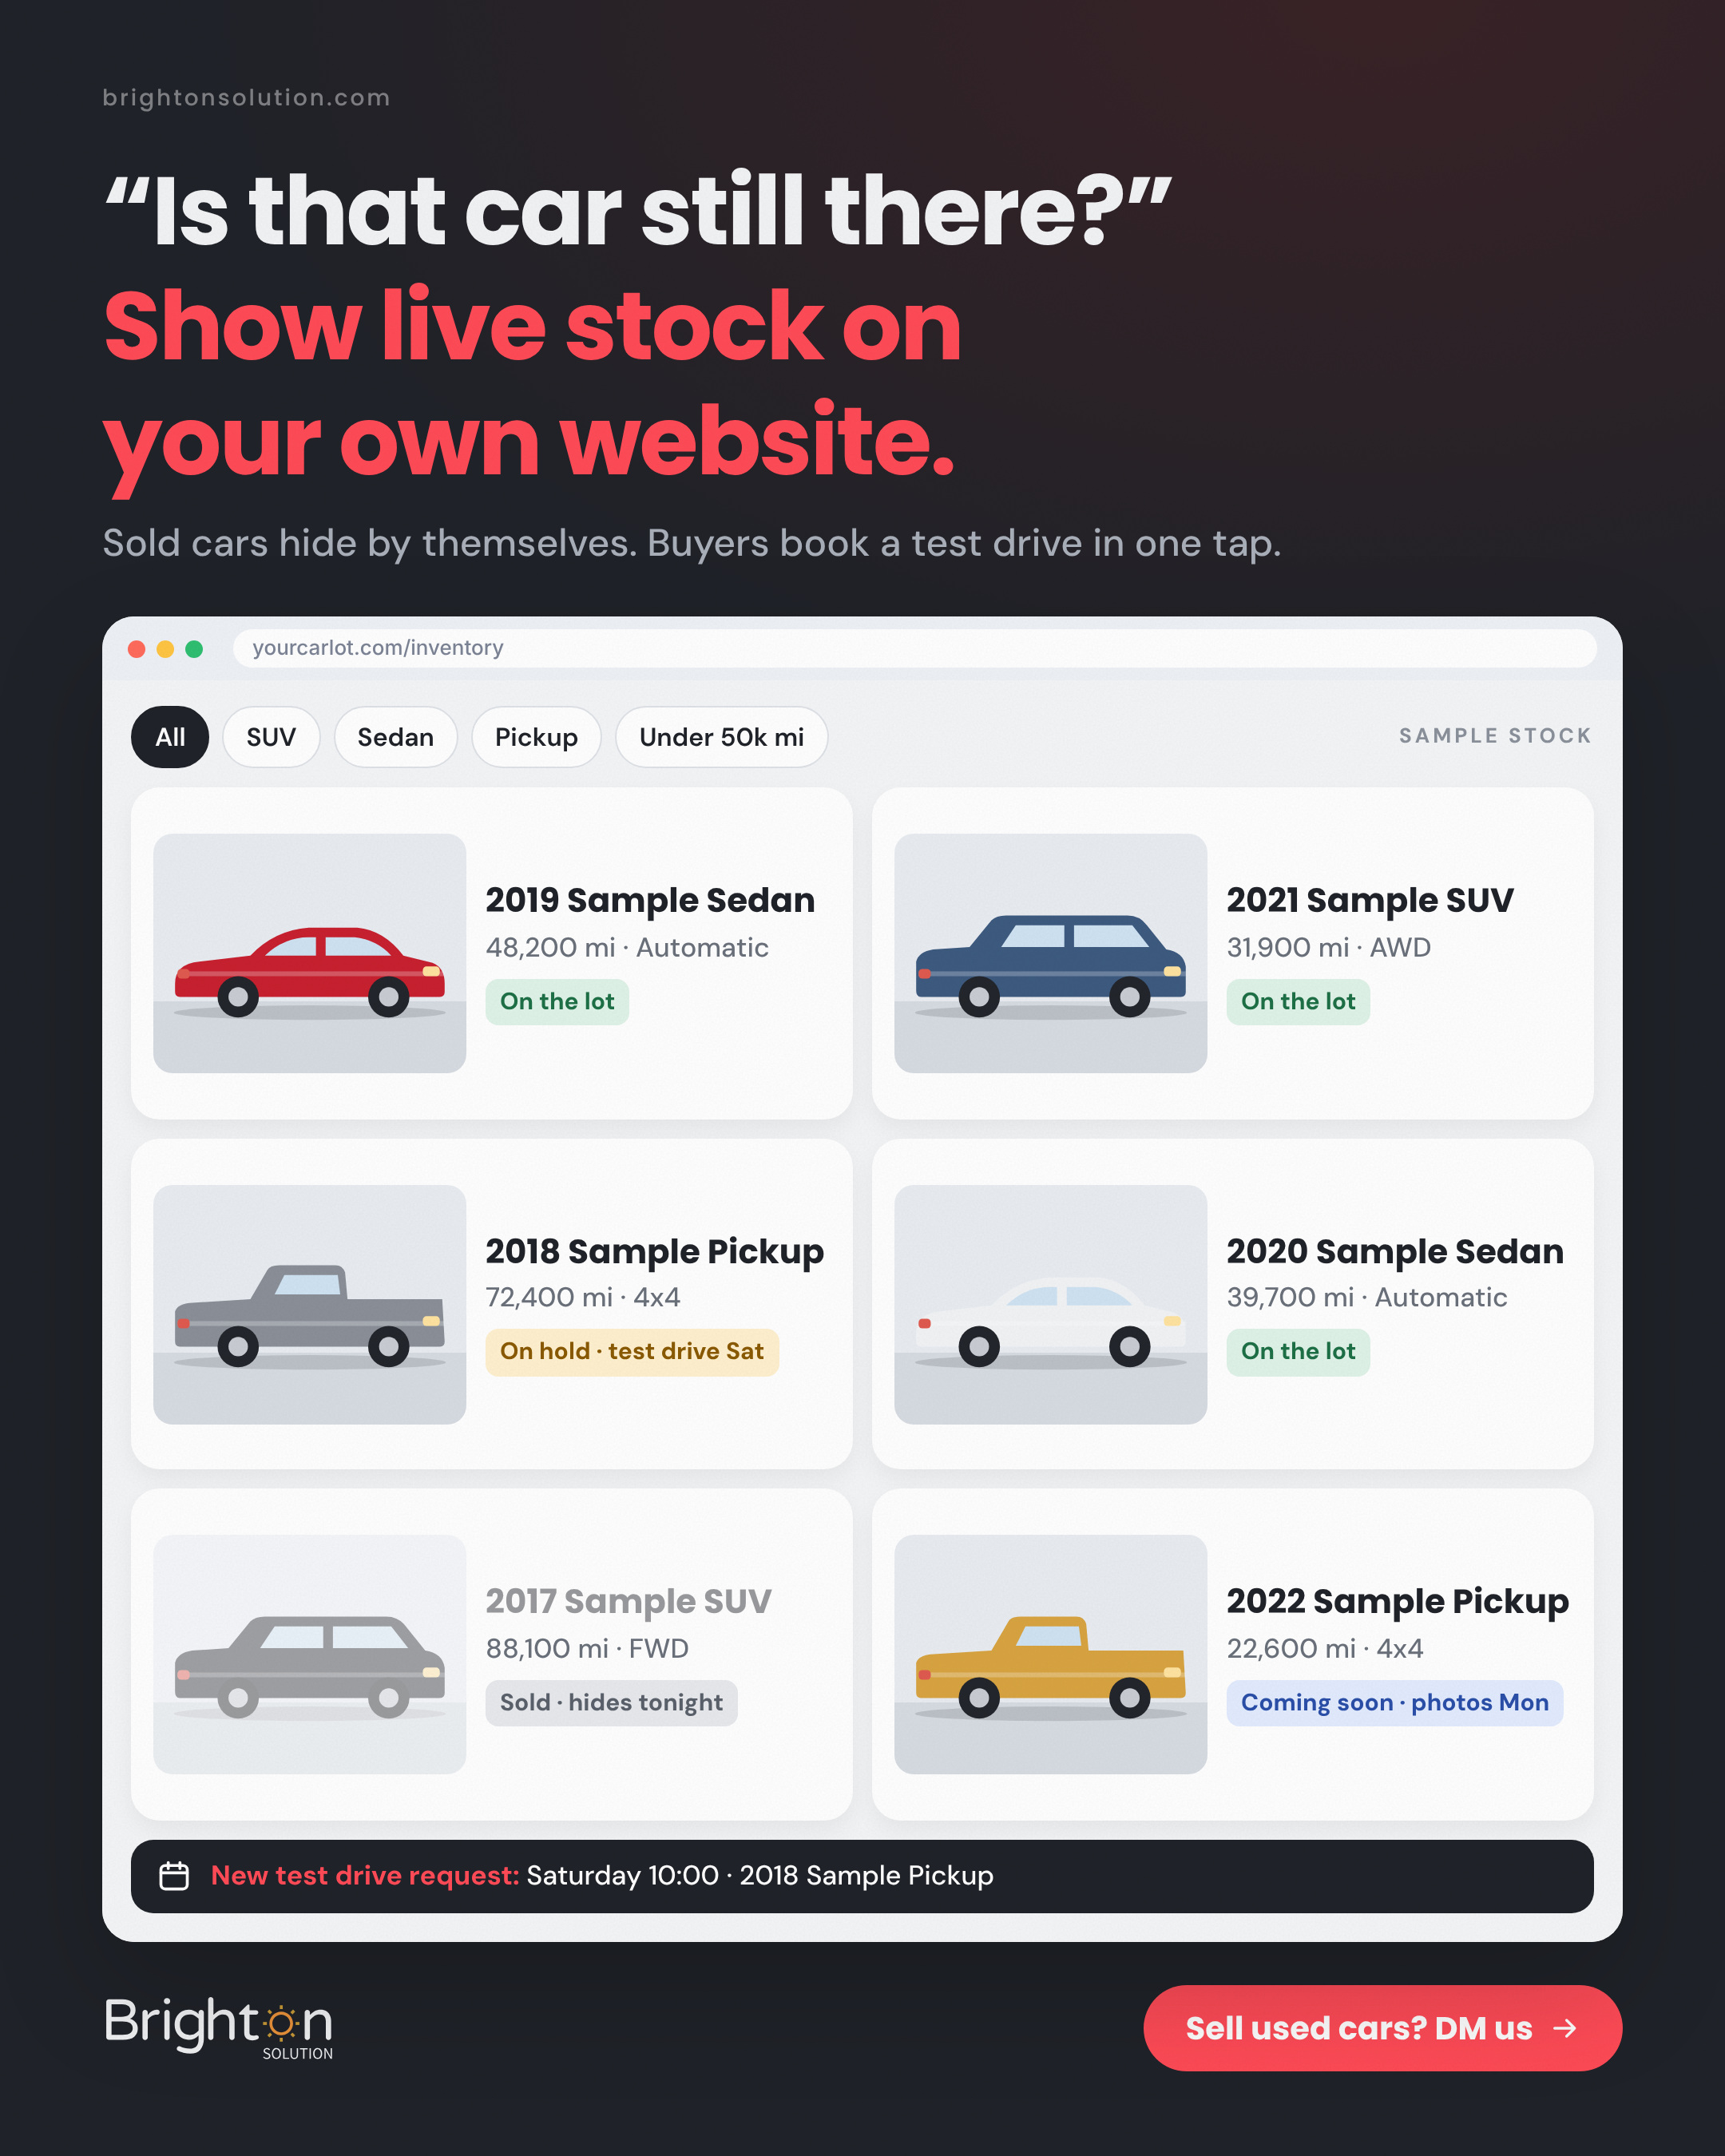 brightonsolution.com
“Is that car still there?”
Show live stock on
your own website.
Sold cars hide by themselves. Buyers book a test drive in one tap.
yourcarlot.com/inventory
All
SUV
Sedan
Pickup
Under 50k mi
SAMPLE STOCK
2019 Sample Sedan
48,200 mi · Automatic
On the lot
2021 Sample SUV
31,900 mi · AWD
On the lot
2018 Sample Pickup
72,400 mi · 4x4
On hold · test drive Sat
2020 Sample Sedan
39,700 mi · Automatic
On the lot
2017 Sample SUV
88,100 mi · FWD
Sold · hides tonight
2022 Sample Pickup
22,600 mi · 4x4
Coming soon · photos Mon
New test drive request: Saturday 10:00 · 2018 Sample Pickup
Brighton
SOLUTION
Sell used cars? DM us →